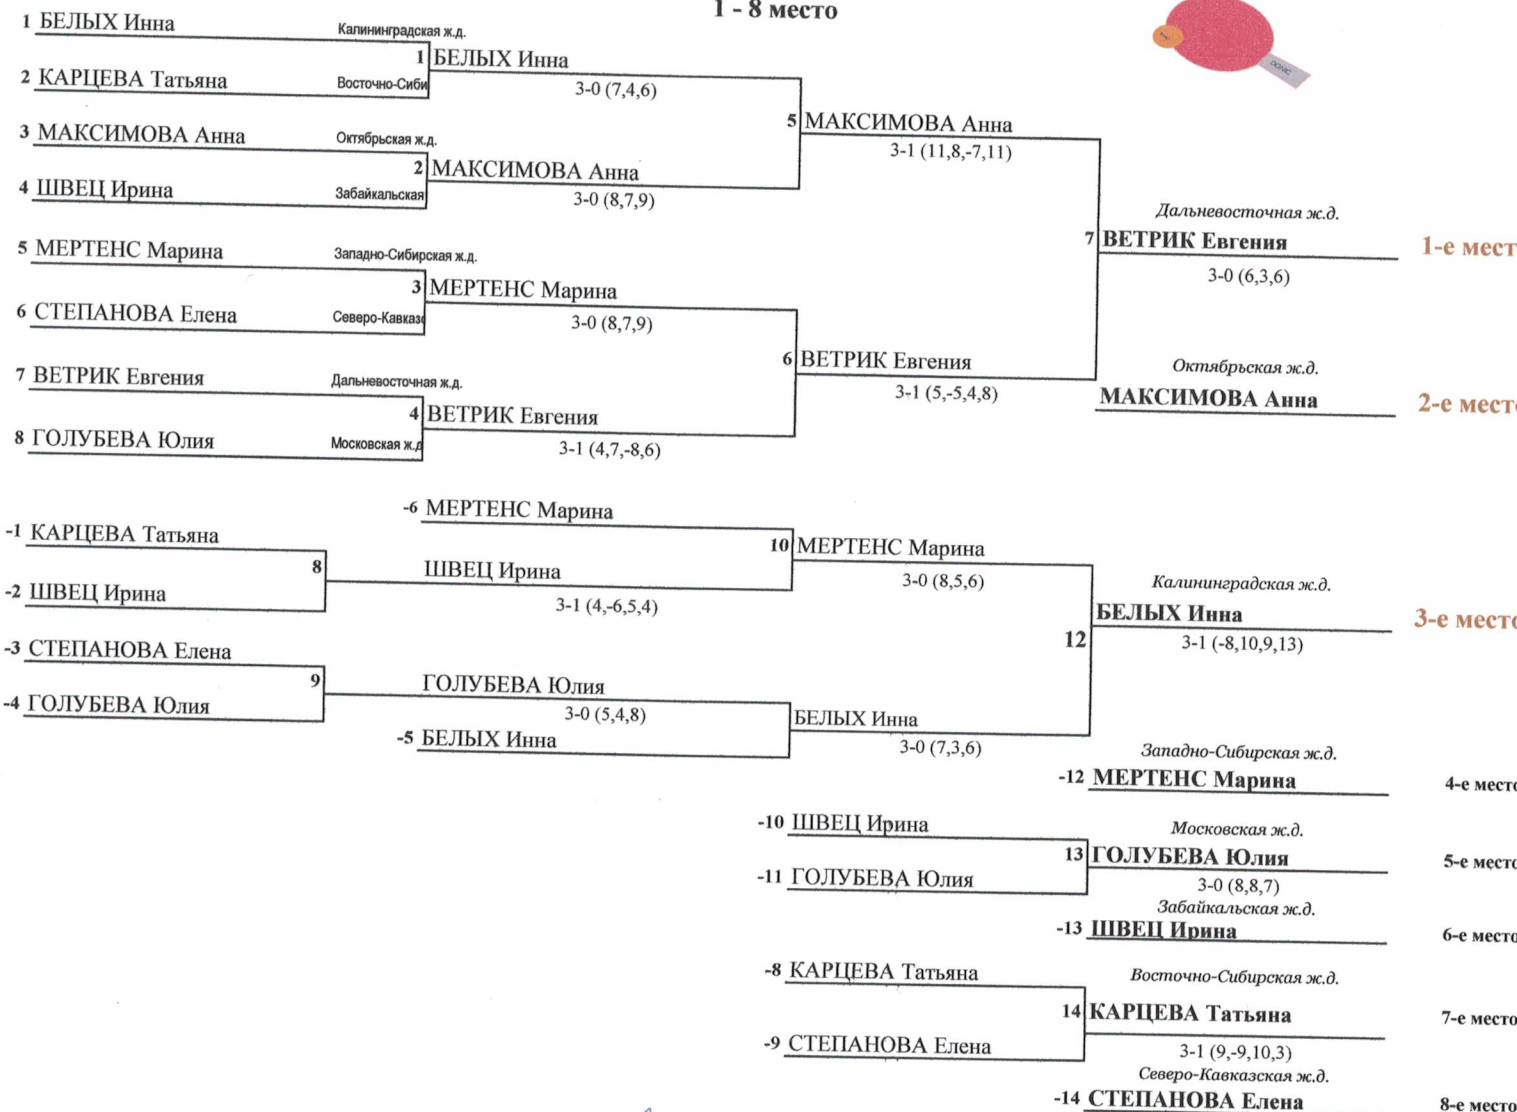 1 - 8 место
1 БЕЛЫХ Инна Калининградская ж.д.
1 БЕЛЫХ Инна
2 КАРЦЕВА Татьяна Восточно-Сиби
3-0 (7,4,6)
5 МАКСИМОВА Анна
3-1 (11,8,-7,11)
3 МАКСИМОВА Анна Октябрьская ж.д.
2 МАКСИМОВА Анна
4 ШВЕЦ Ирина Забайкальская
3-0 (8,7,9)
Дальневосточная ж.д.
7 ВЕТРИК Евгения 1-е мест
3-0 (6,3,6)
5 МЕРТЕНС Марина Западно-Сибирская ж.д.
3 МЕРТЕНС Марина
6 СТЕПАНОВА Елена Северо-Кавказ
3-0 (8,7,9)
6 ВЕТРИК Евгения
3-1 (5,-5,4,8)
Октябрьская ж.д.
МАКСИМОВА Анна 2-е мест
7 ВЕТРИК Евгения Дальневосточная ж.д.
4 ВЕТРИК Евгения
8 ГОЛУБЕВА Юлия Московская ж.д
3-1 (4,7,-8,6)
-6 МЕРТЕНС Марина
-1 КАРЦЕВА Татьяна
10 МЕРТЕНС Марина
8 ШВЕЦ Ирина
3-0 (8,5,6)
-2 ШВЕЦ Ирина
3-1 (4,-6,5,4)
Калининградская ж.д.
БЕЛЫХ Инна 3-е мест
12
3-1 (-8,10,9,13)
-3 СТЕПАНОВА Елена
9 ГОЛУБЕВА Юлия
-4 ГОЛУБЕВА Юлия
3-0 (5,4,8)
БЕЛЫХ Инна
-5 БЕЛЫХ Инна
3-0 (7,3,6)
Западно-Сибирская ж.д.
-12 МЕРТЕНС Марина 4-е место
-10 ШВЕЦ Ирина
Московская ж.д.
13 ГОЛУБЕВА Юлия 5-е место
-11 ГОЛУБЕВА Юлия
3-0 (8,8,7)
Забайкальская ж.д.
-13 ШВЕЦ Ирина 6-е место
-8 КАРЦЕВА Татьяна
Восточно-Сибирская ж.д.
14 КАРЦЕВА Татьяна 7-е место
-9 СТЕПАНОВА Елена
3-1 (9,-9,10,3)
Северо-Кавказская ж.д.
-14 СТЕПАНОВА Елена 8-е место
DONIC